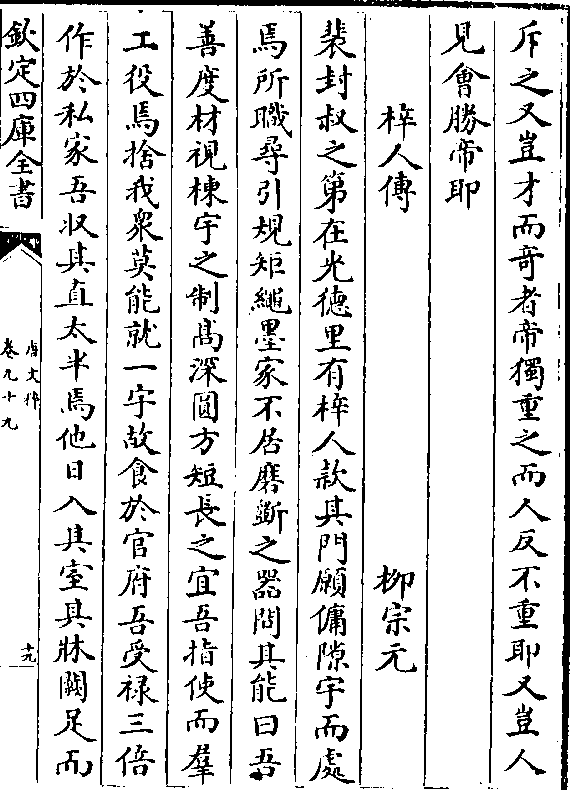 斥之又豈才而竒者帝獨重之而人反不重耶又豈人
見㑹勝帝耶
梓人傳 柳宗元
裴封叔之第在光德里有梓人款其門願傭隙宇而處
焉所職尋引規矩繩墨家不居礱斵之器問其能曰吾
善度材視棟宇之制髙深圓方短長之宜吾指使而羣
工役焉捨我衆莫能就一宇故食於官府吾受禄三倍
作於私家吾收其直太半焉他日入其室其牀闕足而
欽定四庫全書
唐文粹
卷九十九
十九